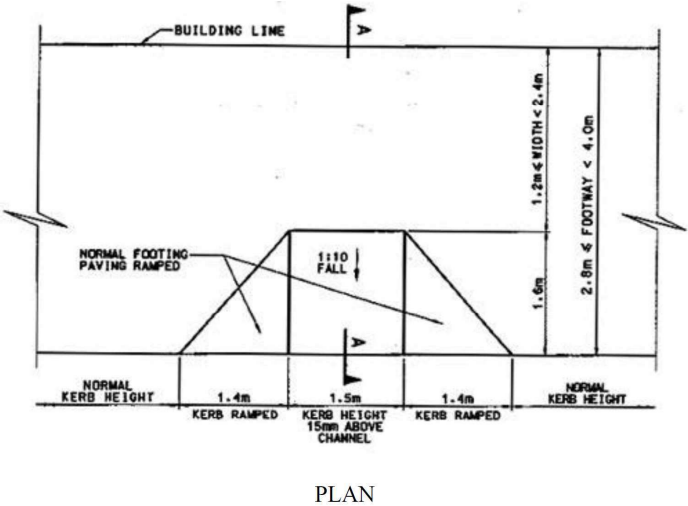 BUILDING LIME
A
1.2m≤WIDTH<2.4m
2.8m ≤ FOOTWAY < 4.0m
NORMAL FOOTING
PAVING RAMPED
1:10
FALL
1.6m
A
NORMAL
KERB HEIGHT
1.4m
KERB RAMPED
1.5m
KERB HEIGHT
15mm ABOVE
CHANNEL
1.4m
KERB RAMPED
NORMAL
KERB HEIGHT
PLAN